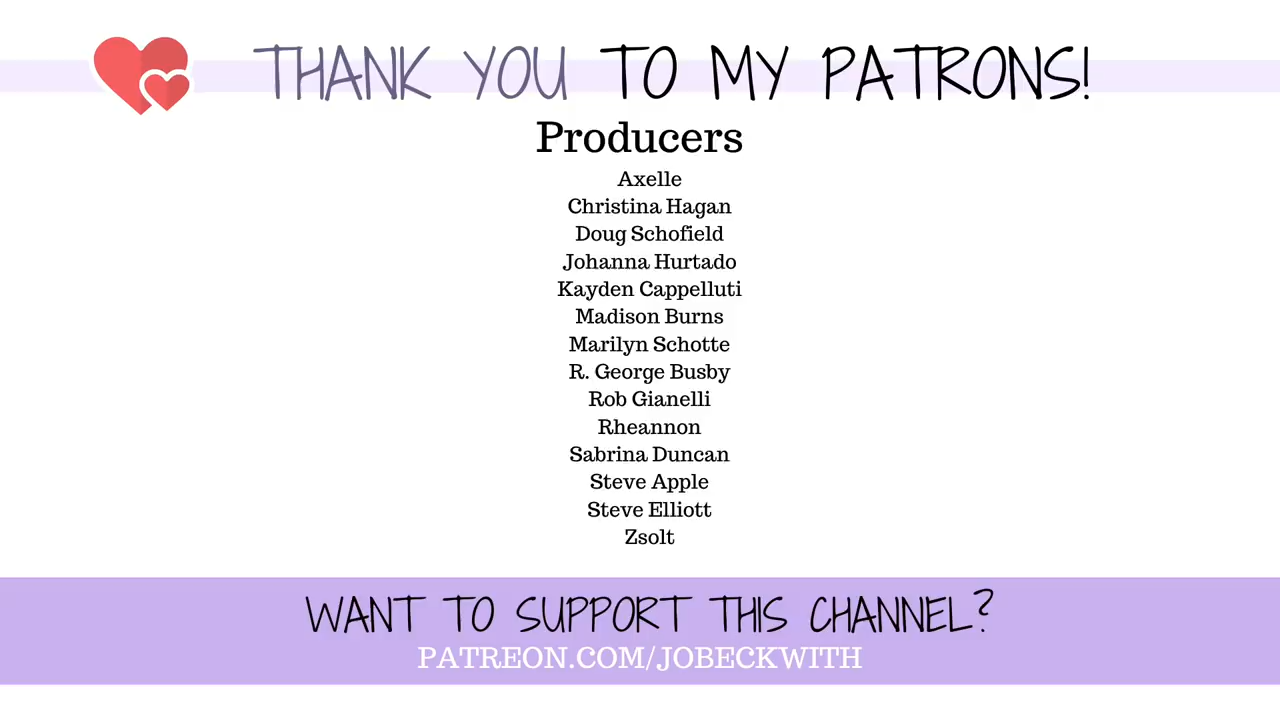 THANK YOU TO MY PATRONS!
Producers
Axelle
Christina Hagan
Doug Schofield
Johanna Hurtado
Kayden Cappelluti
Madison Burns
Marilyn Schotte
R. George Busby
Rob Gianelli
Rheannon
Sabrina Duncan
Steve Apple
Steve Elliott
Zsolt
WANT TO SUPPORT THIS CHANNEL?
PATREON.COM/JOBECKWITH